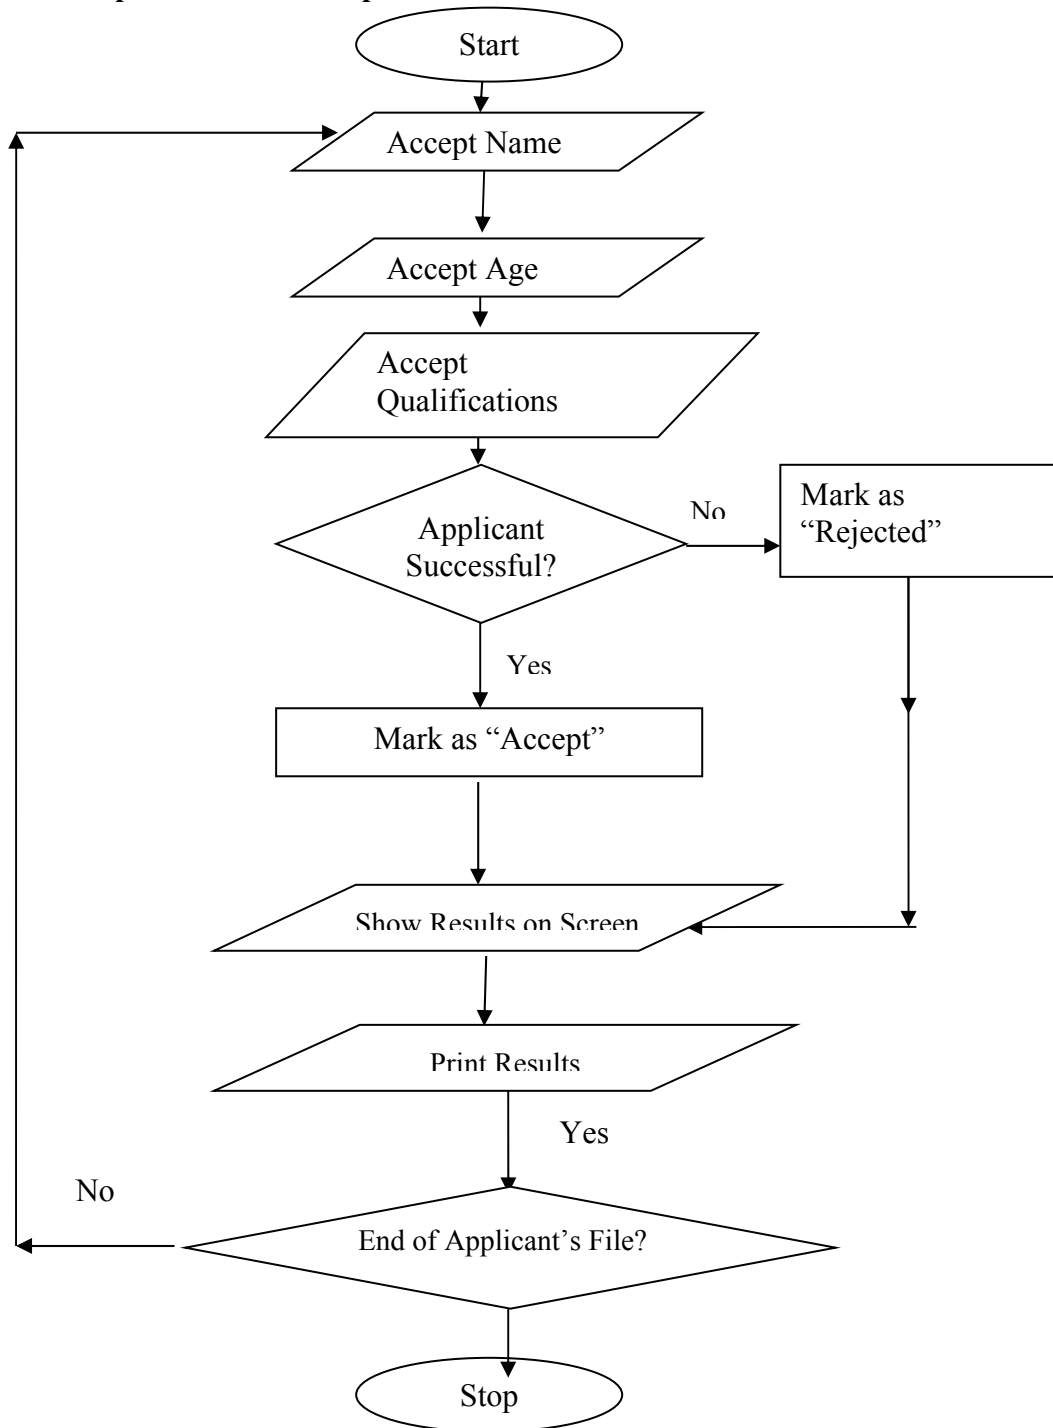 Start
Accept Name
Accept Age
Accept
Qualifications
Applicant
Successful?
No
Mark as
“Rejected”
Yes
Mark as “Accept”
Show Results on Screen
Print Results
Yes
No
End of Applicant’s File?
Stop